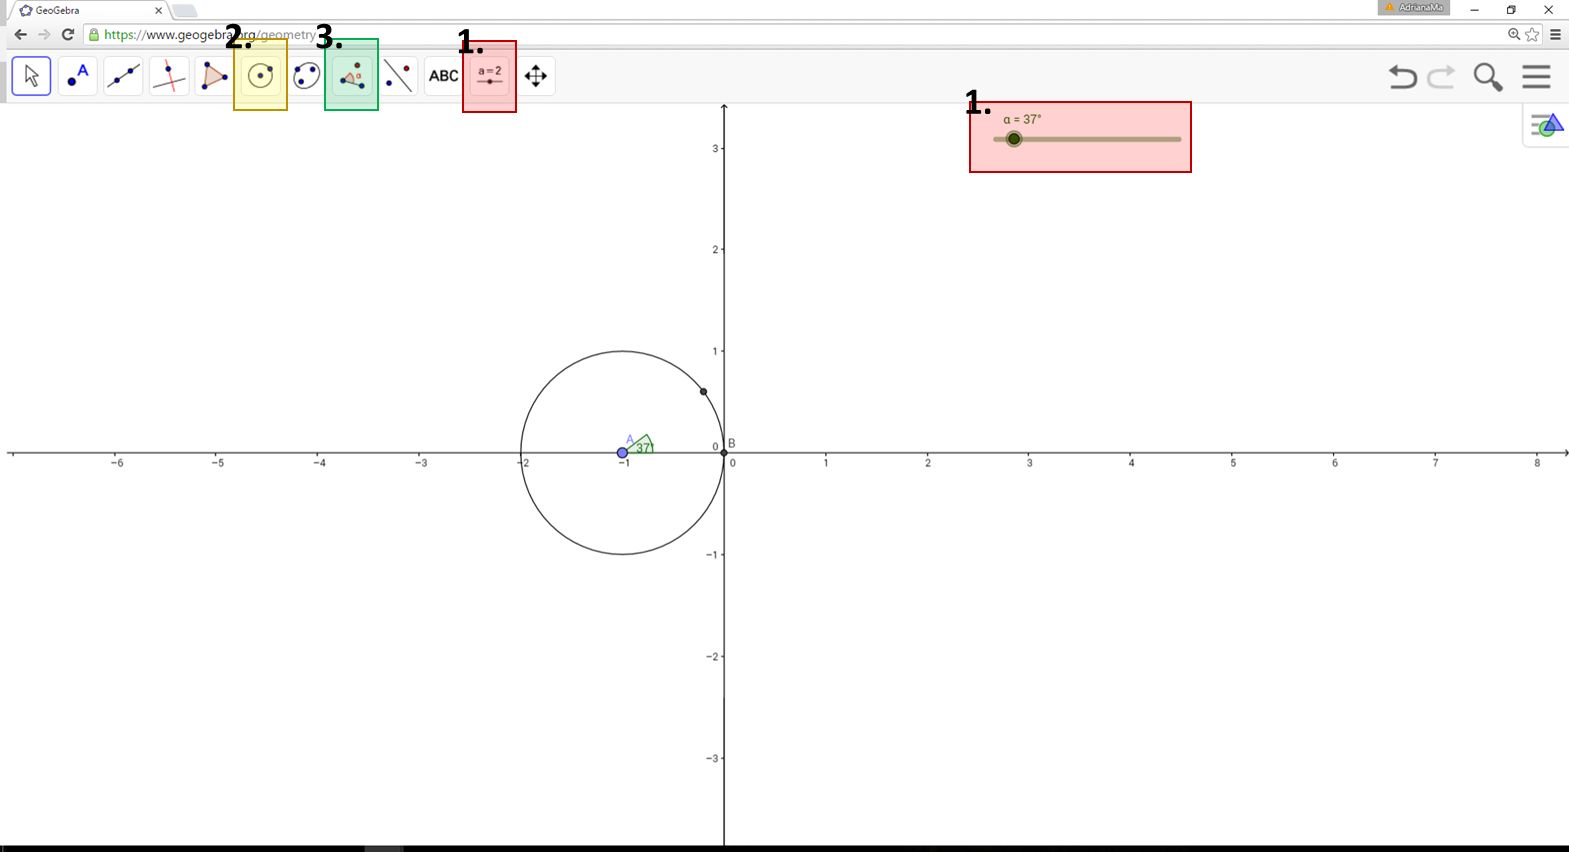 GeoGebra
AdrianaMa
https://www.geogebra.org/geometry
2.
3.
1.
A
α
ABC
a=2
1.
α = 37°
3
2
1
A
37°
0
B
−6
−5
−4
−3
−2
−1
0
1
2
3
4
5
6
7
8
−1
−2
−3